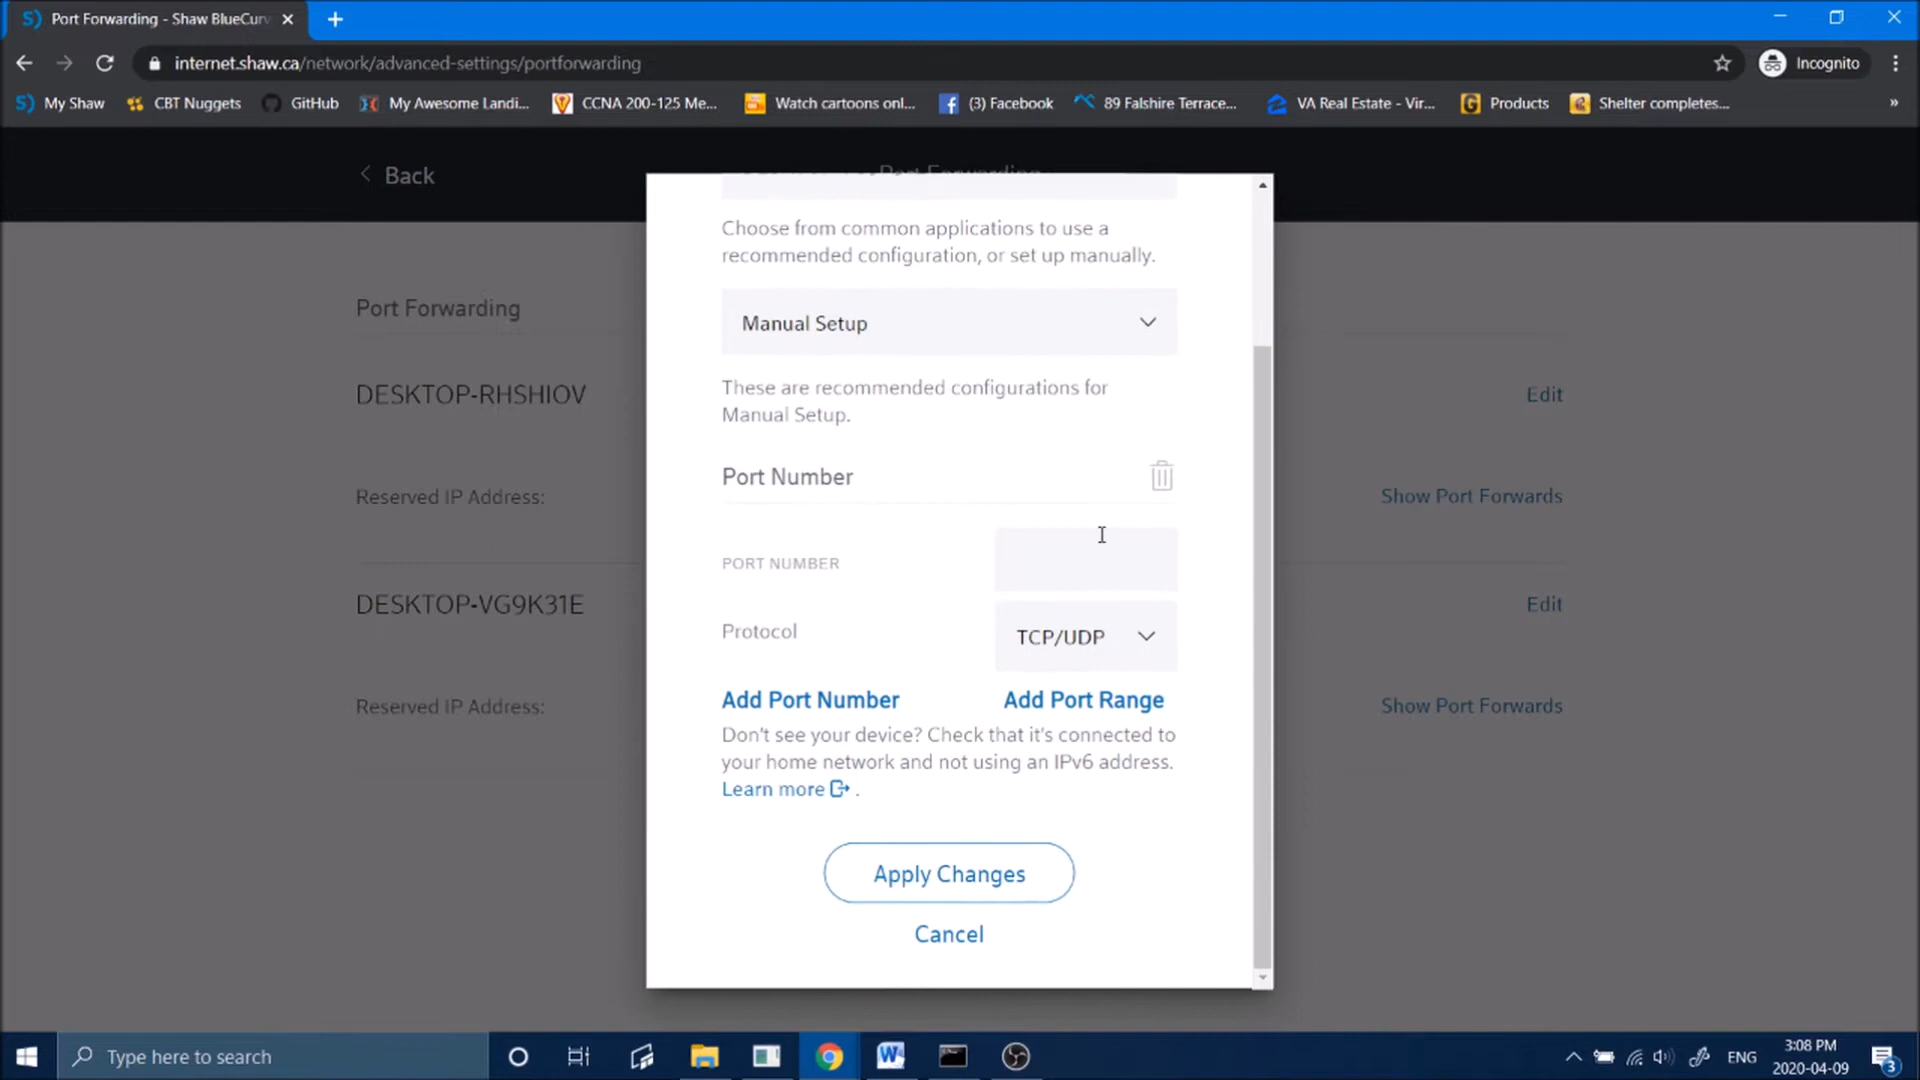 Port Forwarding - Shaw BlueCurv
internet.shaw.ca/network/advanced-settings/portforwarding
Incognito
My Shaw
CBT Nuggets
GitHub
My Awesome Landi...
CCNA 200-125 Me...
Watch cartoons onl...
(3) Facebook
89 Falshire Terrace...
VA Real Estate - Vir...
Products
Shelter completes...
»
Back
Port Forwarding
Choose from common applications to use a
recommended configuration, or set up manually.
Manual Setup
These are recommended configurations for
Manual Setup.
Port Number
PORT NUMBER
Protocol
TCP/UDP
Add Port Number
Add Port Range
Don't see your device? Check that it's connected to
your home network and not using an IPv6 address.
Learn more .
Apply Changes
Cancel
Port Forwarding
DESKTOP-RHSHIOV
Edit
Reserved IP Address:
Show Port Forwards
DESKTOP-VG9K31E
Edit
Reserved IP Address:
Show Port Forwards
Type here to search
ENG
3:08 PM
2020-04-09
3